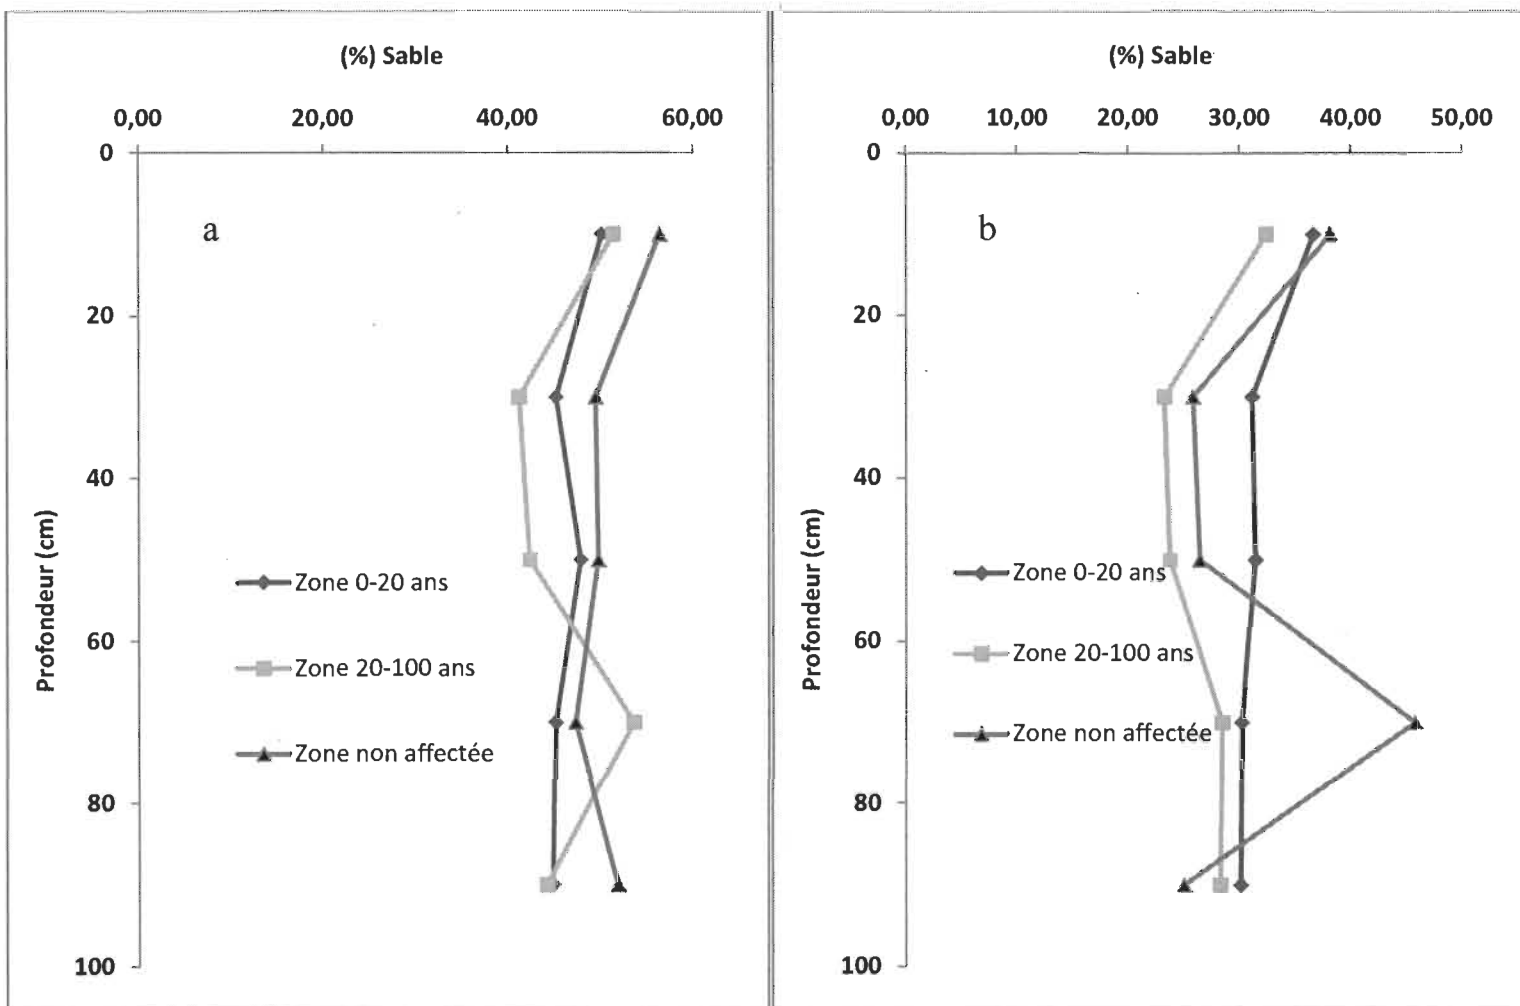 (%) Sable
0,00 20,00 40,00 60,00
0
20
40
60
80
100
Profondeur (cm)
a
Zone 0-20 ans
Zone 20-100 ans
Zone non affectée
(%) Sable
0,00 10,00 20,00 30,00 40,00 50,00
0
20
40
60
80
100
Profondeur (cm)
b
Zone 0-20 ans
Zone 20-100 ans
Zone non affectée